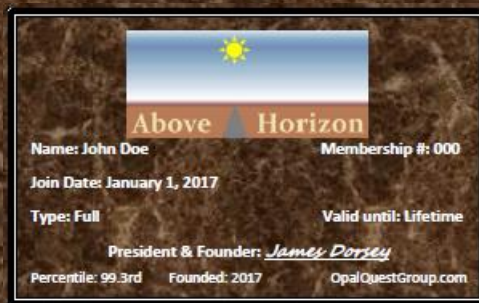 Above Horizon
Name: John Doe Membership #: 000
Join Date: January 1, 2017
Type: Full Valid until: Lifetime
President & Founder: James Dorsey
Percentile: 99.3rd Founded: 2017 OpalQuestGroup.com